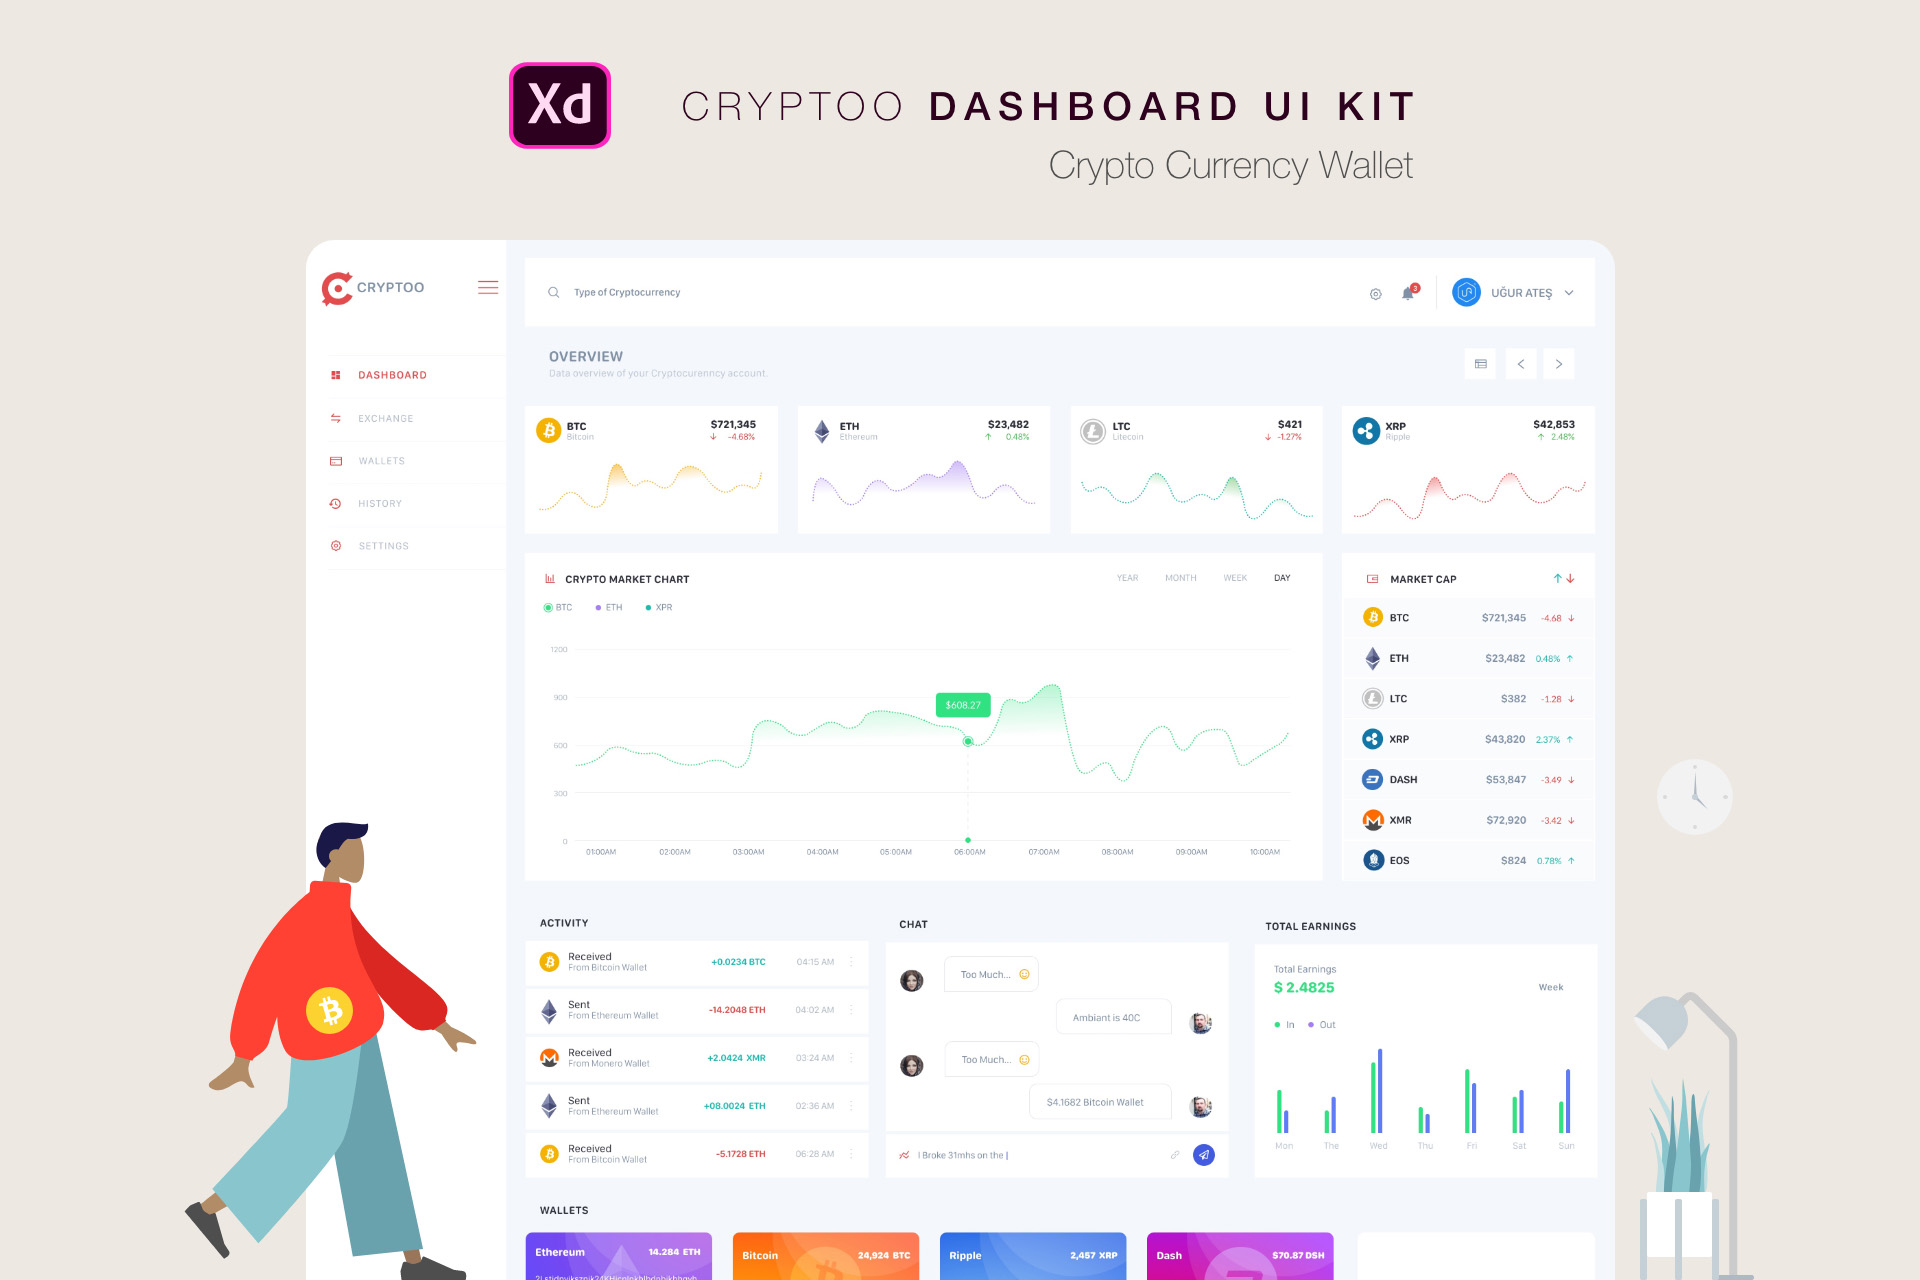 Xd
CRYPTOO DASHBOARD UI KIT
Crypto Currency Wallet
CRYPTOO
Type of Cryptocurrency
3
UĞUR ATEŞ
DASHBOARD
EXCHANGE
WALLETS
HISTORY
SETTINGS
OVERVIEW
Data overview of your Cryptocurenncy account.
BTC $721,345
Bitcoin ↓ -4.68%
ETH $23,482
Ethereum ↑ 0.48%
LTC $421
Litecoin ↓ -1.27%
XRP $42,853
Ripple ↑ 2.48%
CRYPTO MARKET CHART YEAR MONTH WEEK DAY
BTC ETH XPR
1200
900
600
300
0
$608.27
01:00AM 02:00AM 03:00AM 04:00AM 05:00AM 06:00AM 07:00AM 08:00AM 09:00AM 10:00AM
MARKET CAP ↑↓
BTC $721,345 -4.68 ↓
ETH $23,482 0.48% ↑
LTC $382 -1.28 ↓
XRP $43,820 2.37% ↑
DASH $53,847 -3.49 ↓
XMR $72,920 -3.42 ↓
EOS $824 0.78% ↑
ACTIVITY
Received
From Bitcoin Wallet +0.0234 BTC 04:15 AM
Sent
From Ethereum Wallet -14.2048 ETH 04:02 AM
Received
From Monero Wallet +2.0424 XMR 03:24 AM
Sent
From Ethereum Wallet +08.0024 ETH 02:36 AM
Received
From Bitcoin Wallet -5.1728 ETH 06:28 AM
CHAT
Too Much...
Ambiant is 40C
Too Much...
$4.1682 Bitcoin Wallet
I Broke 31mhs on the |
TOTAL EARNINGS
Total Earnings
$ 2.4825
Week
In Out
Mon The Wed Thu Fri Sat Sun
WALLETS
Ethereum 14.284 ETH
Bitcoin 24,924 BTC
Ripple 2,457 XRP
Dash $70.87 DSH